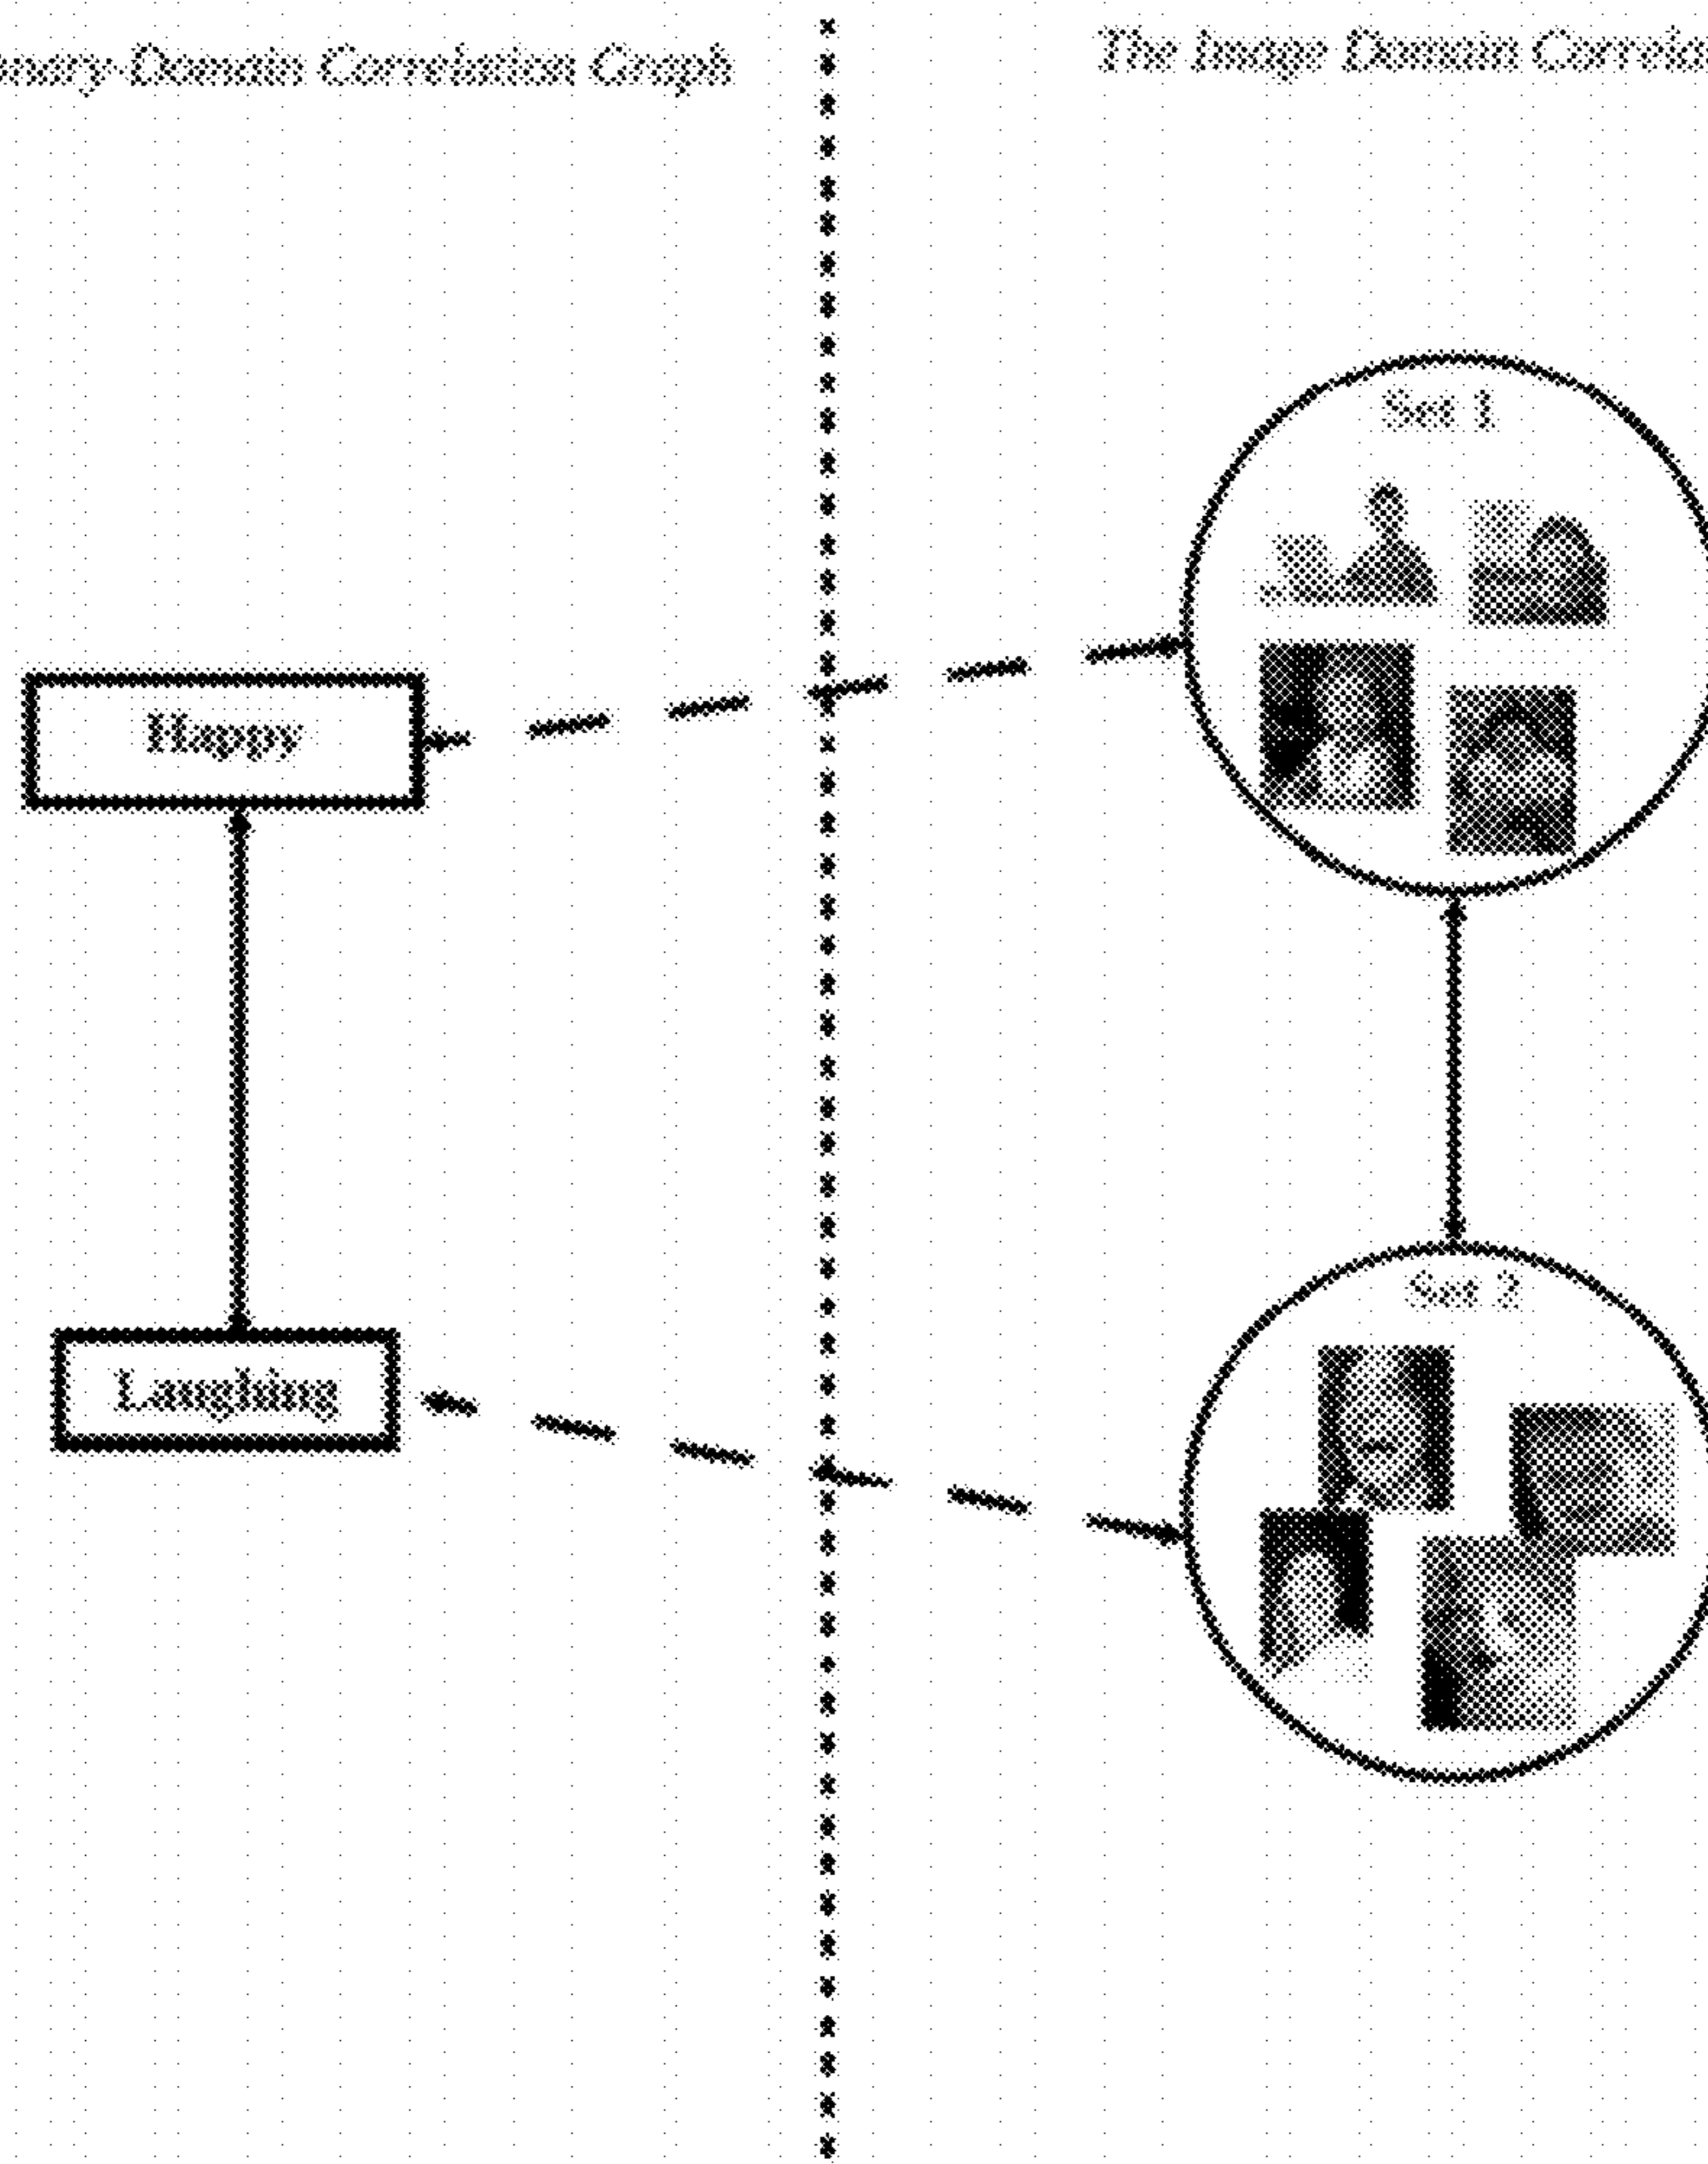 Domain Correlation Graph
The Image Domain
Set 1
Happy
Set 2
Laughing